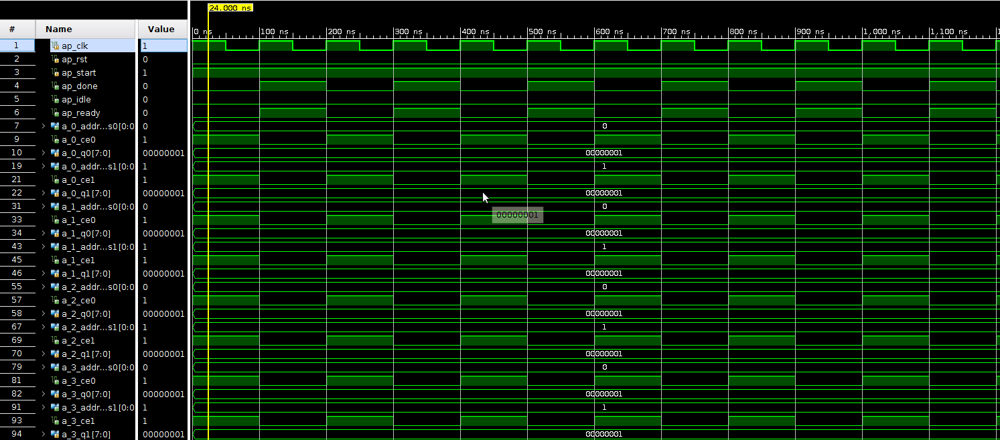 24.000 ns
# Name Value 0 ns 100 ns 200 ns 300 ns 400 ns 500 ns 600 ns 700 ns 800 ns 900 ns 1,000 ns 1,100 ns 1
1 ap_clk 1
2 ap_rst 0
3 ap_start 1
4 ap_done 0
5 ap_idle 0
6 ap_ready 0
7 a_0_addr...s0[0:0 0 0
9 a_0_ce0 1
10 a_0_q0[7:0] 00000001 00000001
19 a_0_addr...s1[0:0 1 1
21 a_0_ce1 1
22 a_0_q1[7:0] 00000001 00000001
31 a_1_addr...s0[0:0 0 0
33 a_1_ce0 1 00000001
34 a_1_q0[7:0] 00000001 00000001
43 a_1_addr...s1[0:0 1 1
45 a_1_ce1 1
46 a_1_q1[7:0] 00000001 00000001
55 a_2_addr...s0[0:0 0 0
57 a_2_ce0 1
58 a_2_q0[7:0] 00000001 00000001
67 a_2_addr...s1[0:0 1 1
69 a_2_ce1 1
70 a_2_q1[7:0] 00000001 00000001
79 a_3_addr...s0[0:0 0 0
81 a_3_ce0 1
82 a_3_q0[7:0] 00000001 00000001
91 a_3_addr...s1[0:0 1 1
93 a_3_ce1 1
94 a_3_q1[7:0] 00000001 00000001